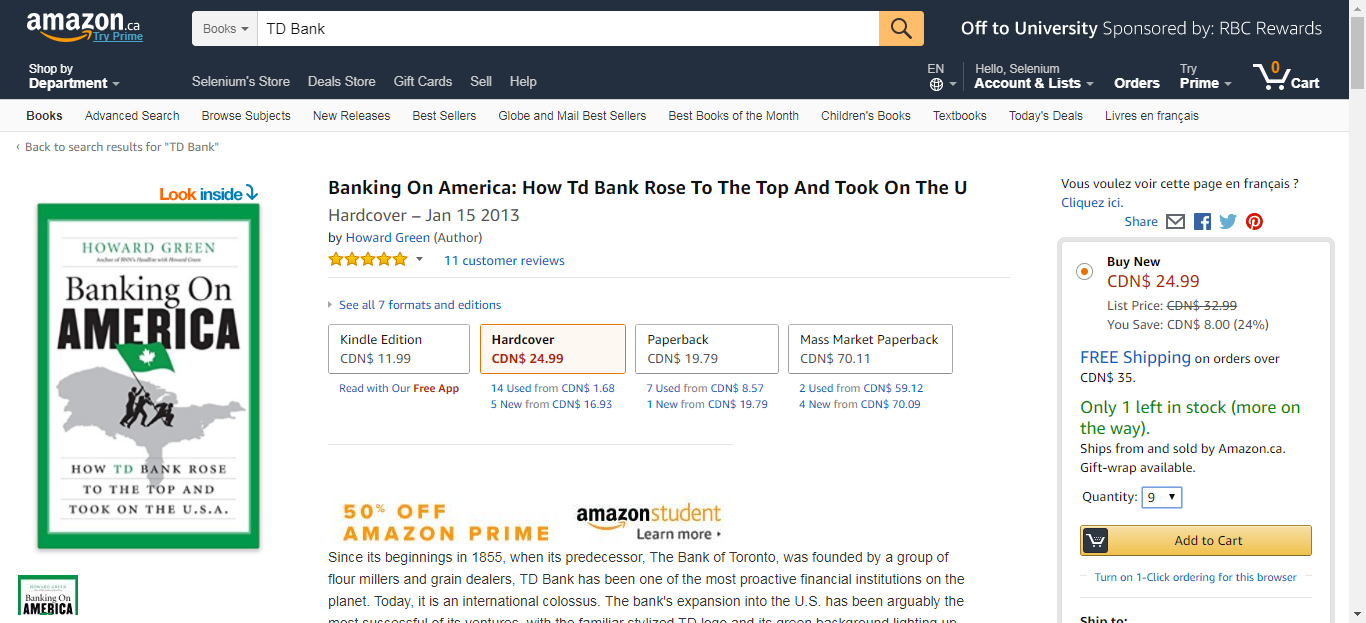 amazon.ca
Try Prime
Books
TD Bank
Off to University Sponsored by: RBC Rewards
Shop by
Department
Selenium's Store
Deals Store
Gift Cards
Sell
Help
EN
Hello, Selenium
Account & Lists
Orders
Try
Prime
0
Cart
Books
Advanced Search
Browse Subjects
New Releases
Best Sellers
Globe and Mail Best Sellers
Best Books of the Month
Children's Books
Textbooks
Today's Deals
Livres en français
‹ Back to search results for "TD Bank"
Look inside
HOWARD GREEN
Author of BNN's Headline with Howard Green
Banking On
AMERICA
HOW TD BANK ROSE
TO THE TOP AND
TOOK ON THE U.S.A.
Banking On
AMERICA
Banking On America: How Td Bank Rose To The Top And Took On The U
Hardcover – Jan 15 2013
by Howard Green (Author)
11 customer reviews
See all 7 formats and editions
Kindle Edition
CDN$ 11.99
Read with Our Free App
Hardcover
CDN$ 24.99
14 Used from CDN$ 1.68
5 New from CDN$ 16.93
Paperback
CDN$ 19.79
7 Used from CDN$ 8.57
1 New from CDN$ 19.79
Mass Market Paperback
CDN$ 70.11
2 Used from CDN$ 59.12
4 New from CDN$ 70.09
50% OFF
AMAZON PRIME
amazonstudent
Learn more
Since its beginnings in 1855, when its predecessor, The Bank of Toronto, was founded by a group of
flour millers and grain dealers, TD Bank has been one of the most proactive financial institutions on the
planet. Today, it is an international colossus. The bank's expansion into the U.S. has been arguably the
most successful of its ventures, with the familiar stylized TD logo and its green background lighting up
Vous voulez voir cette page en français ?
Cliquez ici.
Share
Buy New
CDN$ 24.99
List Price: CDN$ 32.99
You Save: CDN$ 8.00 (24%)
FREE Shipping on orders over
CDN$ 35.
Only 1 left in stock (more on
the way).
Ships from and sold by Amazon.ca.
Gift-wrap available.
Quantity: 9
Add to Cart
Turn on 1-Click ordering for this browser
Ship to: